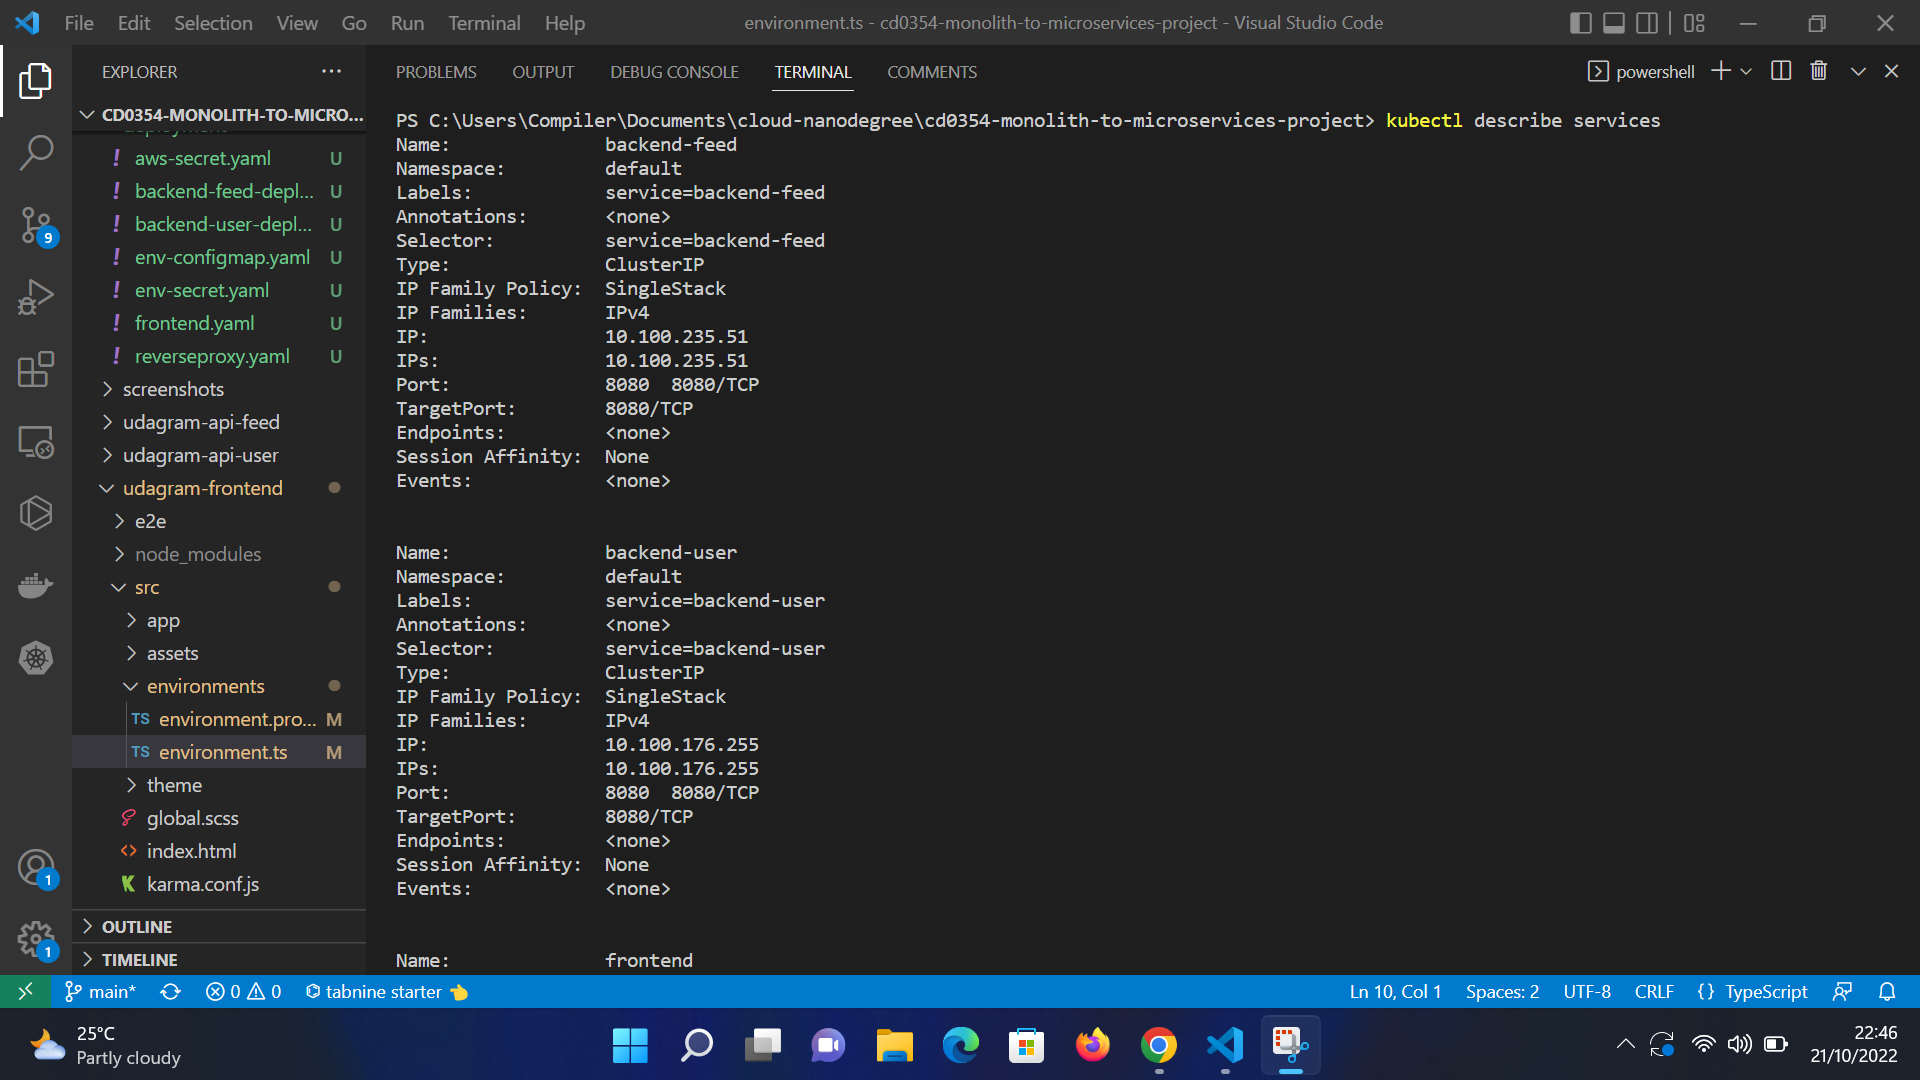 File Edit Selection View Go Run Terminal Help
environment.ts - cd0354-monolith-to-microservices-project - Visual Studio Code
EXPLORER
CD0354-MONOLITH-TO-MICRO...
deployment
! aws-secret.yaml U
! backend-feed-depl... U
! backend-user-depl... U
! env-configmap.yaml U
! env-secret.yaml U
! frontend.yaml U
! reverseproxy.yaml U
screenshots
udagram-api-feed
udagram-api-user
udagram-frontend
e2e
node_modules
src
app
assets
environments
TS environment.pro... M
TS environment.ts M
theme
global.scss
index.html
karma.conf.js
OUTLINE
TIMELINE
9
1
1
PROBLEMS OUTPUT DEBUG CONSOLE TERMINAL COMMENTS
powershell
PS C:\Users\Compiler\Documents\cloud-nanodegree\cd0354-monolith-to-microservices-project> kubectl describe services
Name: backend-feed
Namespace: default
Labels: service=backend-feed
Annotations: <none>
Selector: service=backend-feed
Type: ClusterIP
IP Family Policy: SingleStack
IP Families: IPv4
IP: 10.100.235.51
IPs: 10.100.235.51
Port: 8080 8080/TCP
TargetPort: 8080/TCP
Endpoints: <none>
Session Affinity: None
Events: <none>
Name: backend-user
Namespace: default
Labels: service=backend-user
Annotations: <none>
Selector: service=backend-user
Type: ClusterIP
IP Family Policy: SingleStack
IP Families: IPv4
IP: 10.100.176.255
IPs: 10.100.176.255
Port: 8080 8080/TCP
TargetPort: 8080/TCP
Endpoints: <none>
Session Affinity: None
Events: <none>
Name: frontend
main* 0 0 tabnine starter
Ln 10, Col 1 Spaces: 2 UTF-8 CRLF {} TypeScript
25°C
Partly cloudy
22:46
21/10/2022